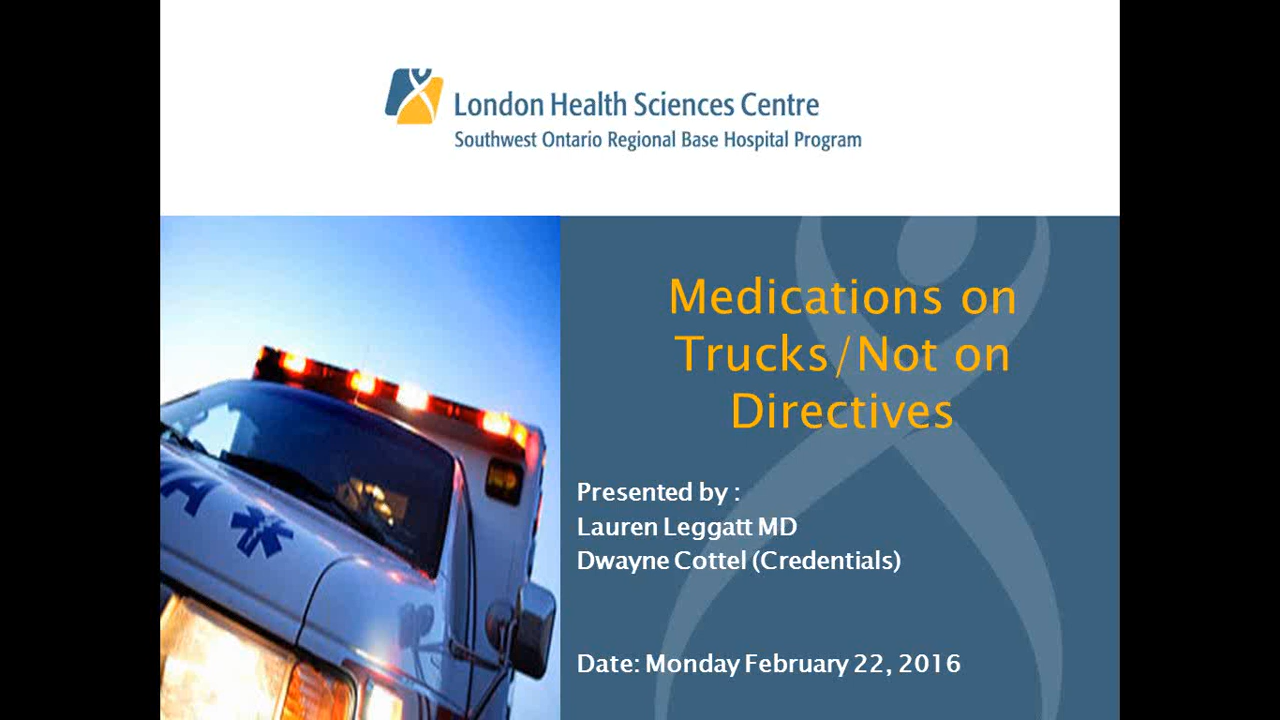 London Health Sciences Centre
Southwest Ontario Regional Base Hospital Program
Medications on
Trucks/Not on
Directives
Presented by :
Lauren Leggatt MD
Dwayne Cottel (Credentials)
Date: Monday February 22, 2016